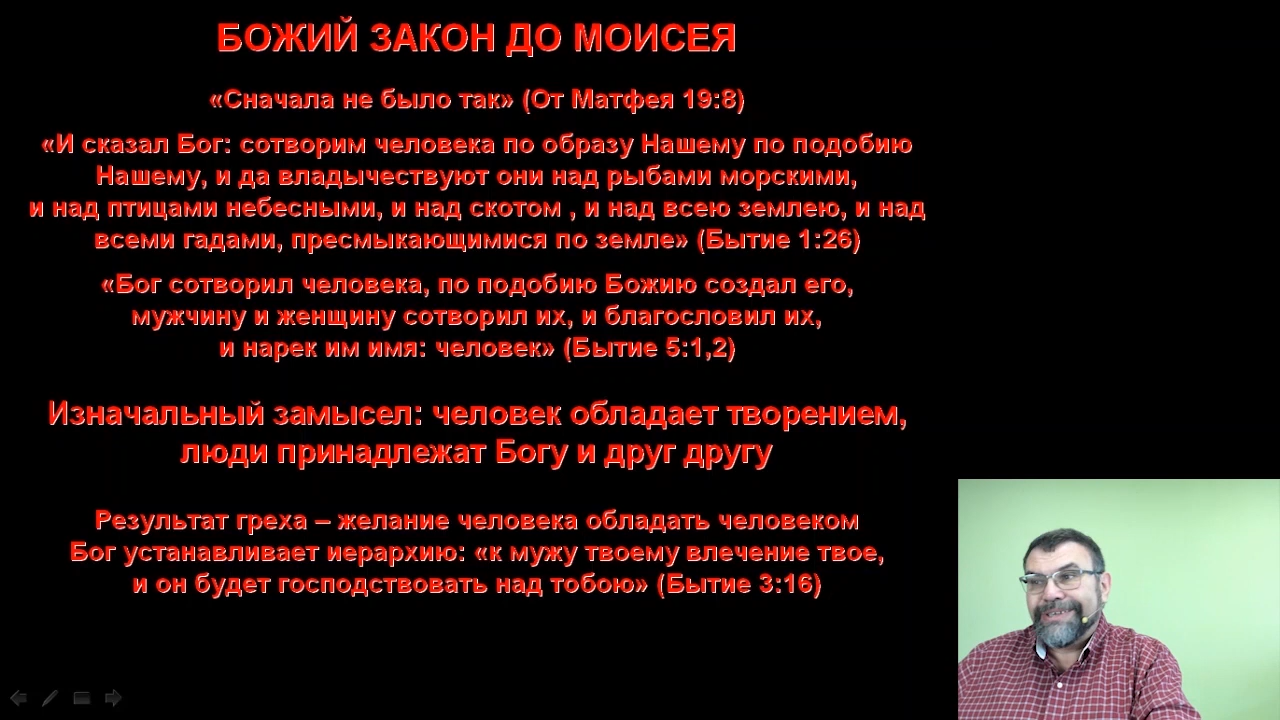 БОЖИЙ ЗАКОН ДО МОИСЕЯ
«Сначала не было так» (От Матфея 19:8)
«И сказал Бог: сотворим человека по образу Нашему по подобию
Нашему, и да владычествуют они над рыбами морскими,
и над птицами небесными, и над скотом , и над всею землею, и над
всеми гадами, пресмыкающимися по земле» (Бытие 1:26)
«Бог сотворил человека, по подобию Божию создал его,
мужчину и женщину сотворил их, и благословил их,
и нарек им имя: человек» (Бытие 5:1,2)
Изначальный замысел: человек обладает творением,
люди принадлежат Богу и друг другу
Результат греха – желание человека обладать человеком
Бог устанавливает иерархию: «к мужу твоему влечение твое,
и он будет господствовать над тобою» (Бытие 3:16)